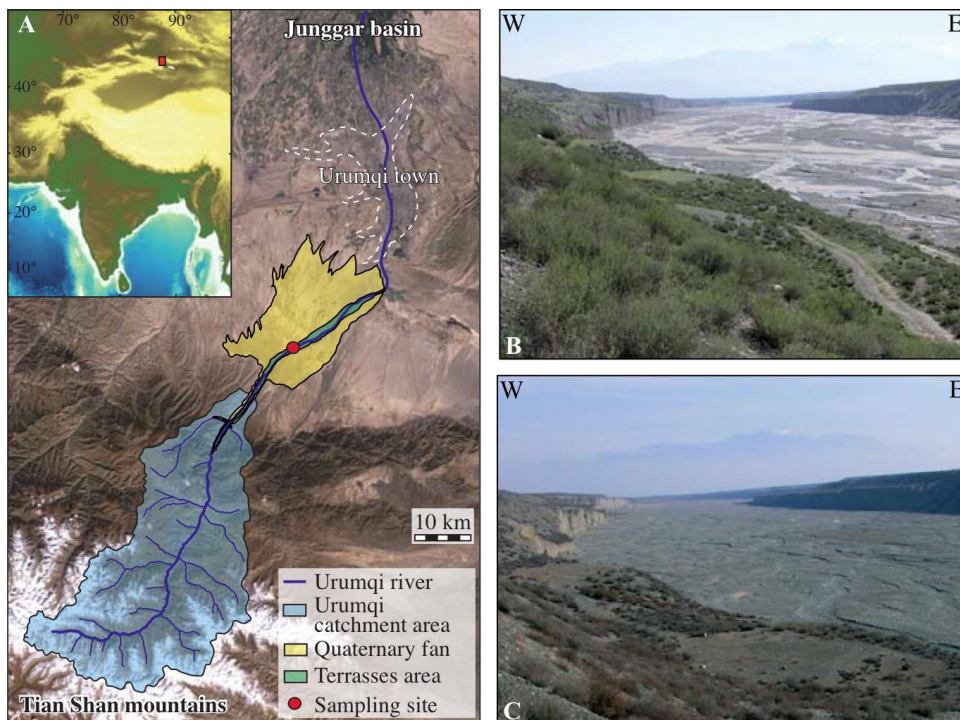 A
70°
80°
90°
40°
30°
20°
10°
Junggar basin
Urumqi town
10 km
Urumqi river
Urumqi
catchment area
Quaternary fan
Terrasses area
Sampling site
Tian Shan mountains
W
E
B
W
E
C